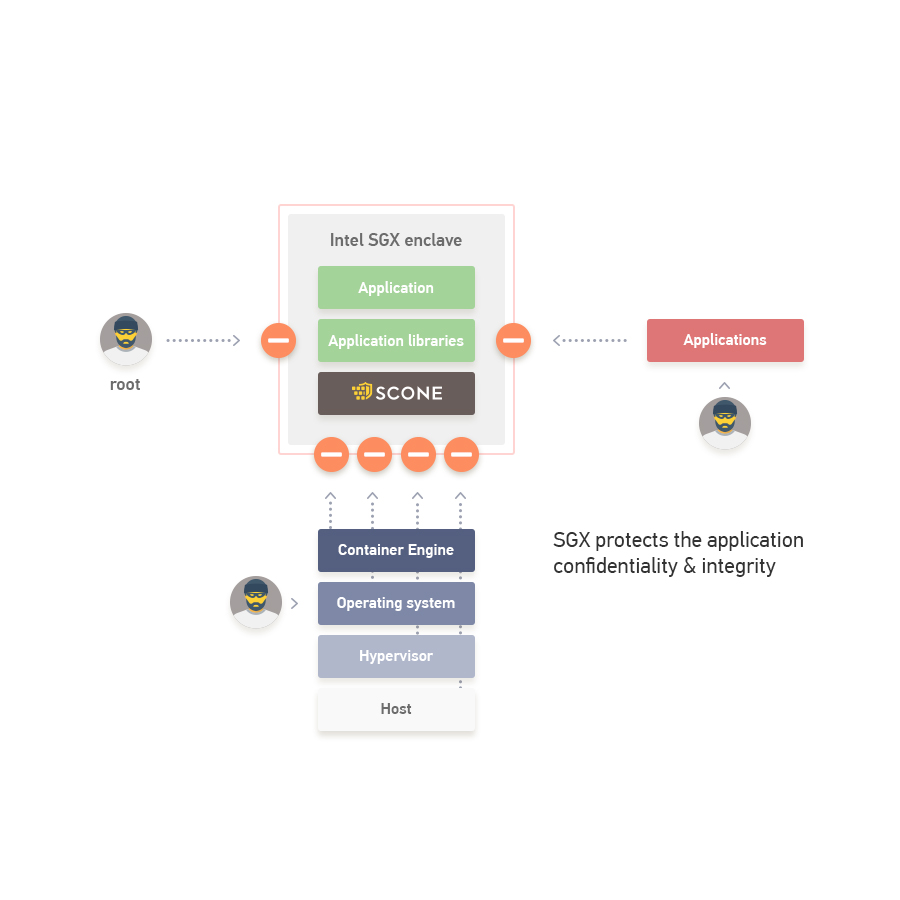 Intel SGX enclave
Application
Application libraries
SCONE
root
Applications
Container Engine
Operating system
Hypervisor
Host
SGX protects the application
confidentiality & integrity